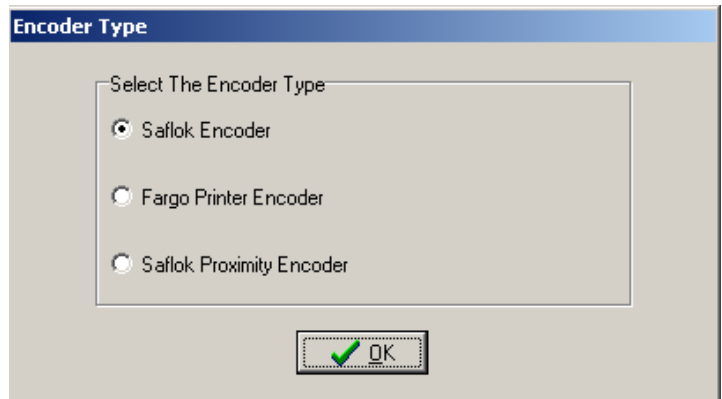 Encoder Type
Select The Encoder Type
Saflok Encoder
Fargo Printer Encoder
Saflok Proximity Encoder
OK